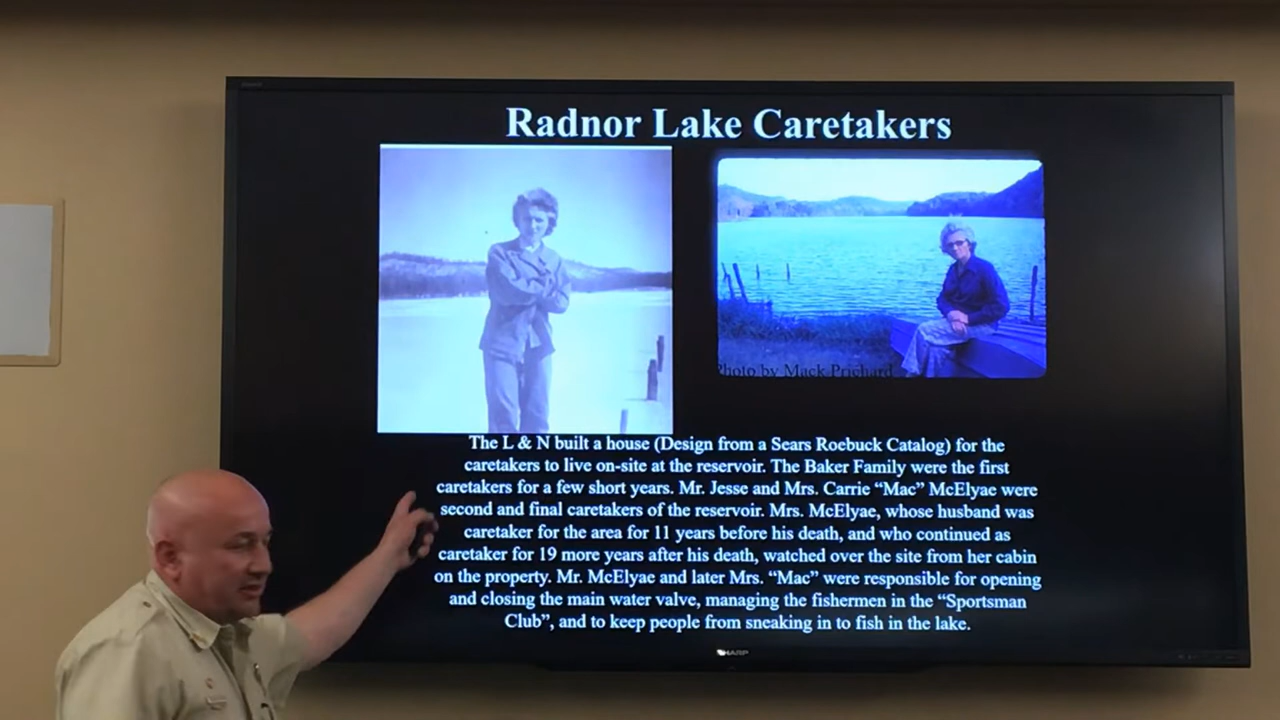 Radnor Lake Caretakers
Photo by Mack Prichard
The L & N built a house (Design from a Sears Roebuck Catalog) for the
caretakers to live on-site at the reservoir. The Baker Family were the first
caretakers for a few short years. Mr. Jesse and Mrs. Carrie “Mac” McElyae were
second and final caretakers of the reservoir. Mrs. McElyae, whose husband was
caretaker for the area for 11 years before his death, and who continued as
caretaker for 19 more years after his death, watched over the site from her cabin
on the property. Mr. McElyae and later Mrs. “Mac” were responsible for opening
and closing the main water valve, managing the fishermen in the “Sportsman
Club”, and to keep people from sneaking in to fish in the lake.
SHARP